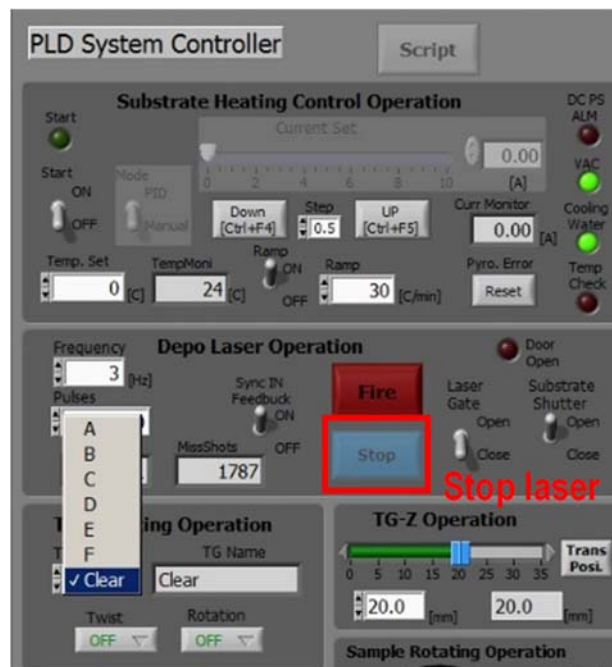 PLD System Controller
Script
Substrate Heating Control Operation
DC PS
ALM
Start
Current Set
0.00
[A]
VAC
0 2 4 6 8 10
Start
ON
OFF
Mode
PID
Manual
Down
[Ctrl+F4]
Step
0.5
UP
[Ctrl+F5]
Curr Monitor
0.00 [A]
Cooling
Water
Temp. Set
0 [C]
TempMoni
24 [C]
Ramp
ON
OFF
Ramp
30 [C/min]
Pyro. Error
Reset
Temp
Check
Frequency
3 [Hz]
Depo Laser Operation
Door
Open
Pulses
Sync IN
Feedbuck
ON
OFF
Fire
Stop
Laser
Gate
Open
Close
Substrate
Shutter
Open
Close
MissShots
1787
Stop laser
A
B
C
D
E
F
✓ Clear
ing Operation
TG Name
Clear
Twist
OFF
Rotation
OFF
TG-Z Operation
0 5 10 15 20 25 30 35
Trans
Posi.
20.0 [mm]
20.0 [mm]
Sample Rotating Operation